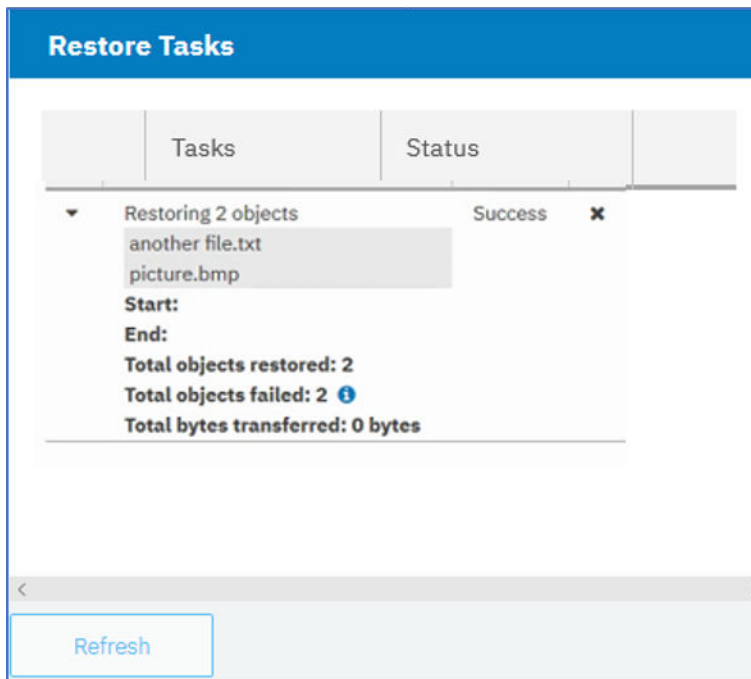 Restore Tasks
Tasks Status
Restoring 2 objects Success
another file.txt
picture.bmp
Start:
End:
Total objects restored: 2
Total objects failed: 2
Total bytes transferred: 0 bytes
Refresh